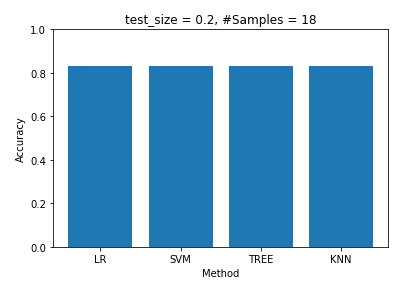 test_size = 0.2, #Samples = 18
1.0
0.8
0.6
0.4
0.2
0.0
Accuracy
LR SVM TREE KNN
Method